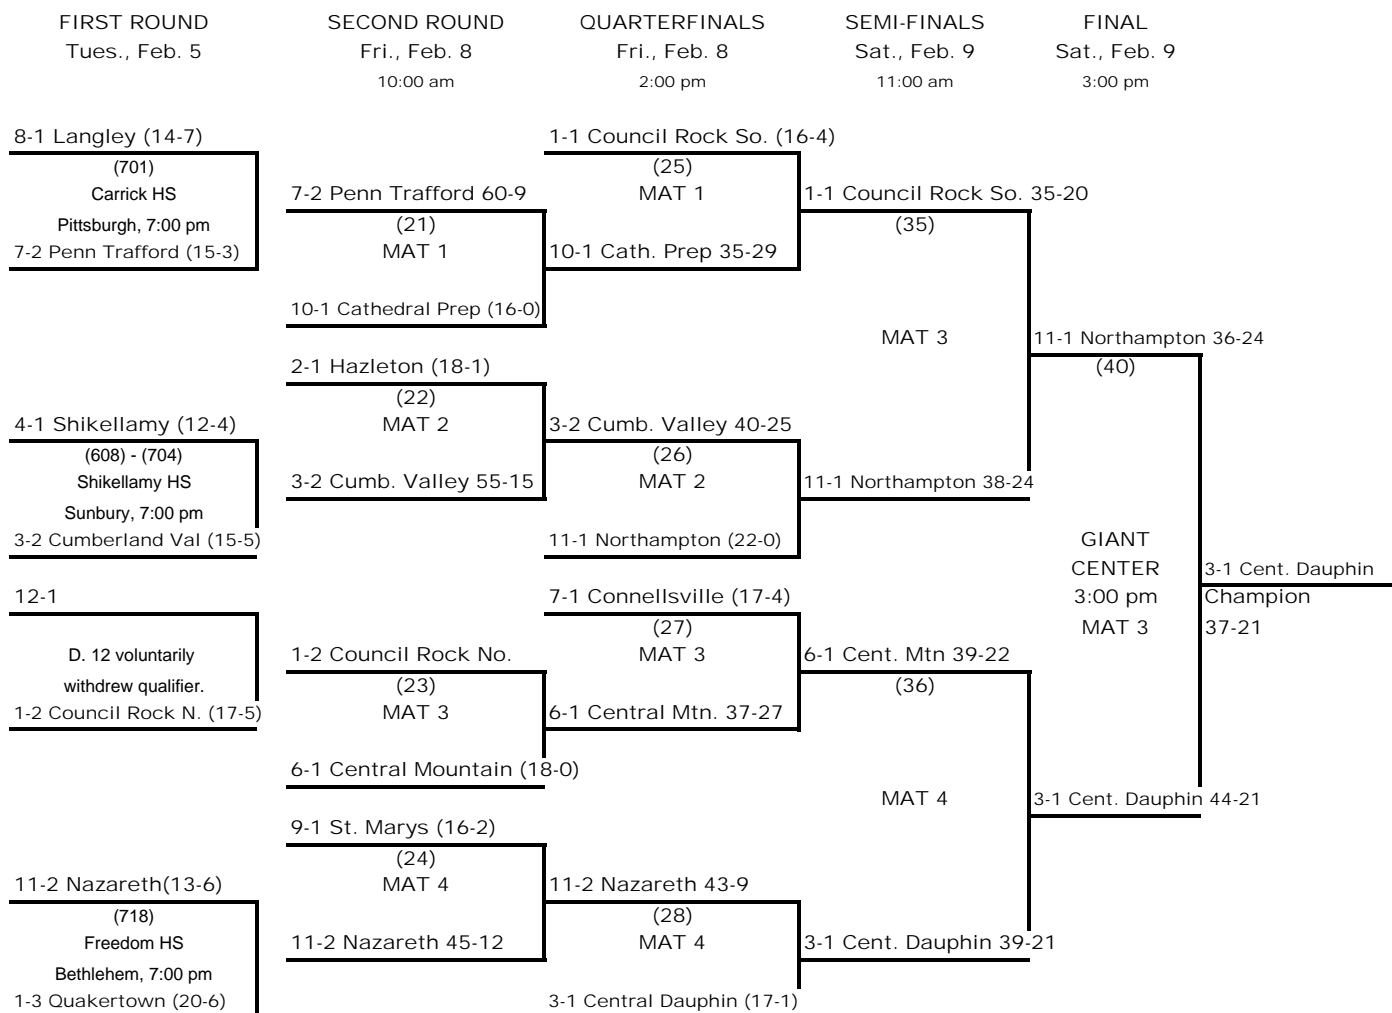 FIRST ROUND
Tues., Feb. 5
SECOND ROUND
Fri., Feb. 8
10:00 am
QUARTERFINALS
Fri., Feb. 8
2:00 pm
SEMI-FINALS
Sat., Feb. 9
11:00 am
FINAL
Sat., Feb. 9
3:00 pm
8-1 Langley (14-7)
(701)
Carrick HS
Pittsburgh, 7:00 pm
7-2 Penn Trafford (15-3)
4-1 Shikellamy (12-4)
(608) - (704)
Shikellamy HS
Sunbury, 7:00 pm
3-2 Cumberland Val (15-5)
12-1
D. 12 voluntarily
withdrew qualifier.
1-2 Council Rock N. (17-5)
11-2 Nazareth(13-6)
(718)
Freedom HS
Bethlehem, 7:00 pm
1-3 Quakertown (20-6)
7-2 Penn Trafford 60-9
(21)
MAT 1
10-1 Cathedral Prep (16-0)
2-1 Hazleton (18-1)
(22)
MAT 2
3-2 Cumb. Valley 55-15
1-2 Council Rock No.
(23)
MAT 3
6-1 Central Mountain (18-0)
9-1 St. Marys (16-2)
(24)
MAT 4
11-2 Nazareth 45-12
1-1 Council Rock So. (16-4)
(25)
MAT 1
10-1 Cath. Prep 35-29
3-2 Cumb. Valley 40-25
(26)
MAT 2
11-1 Northampton (22-0)
7-1 Connellsville (17-4)
(27)
MAT 3
6-1 Central Mtn. 37-27
11-2 Nazareth 43-9
(28)
MAT 4
3-1 Central Dauphin (17-1)
1-1 Council Rock So. 35-20
(35)
MAT 3
11-1 Northampton 38-24
6-1 Cent. Mtn 39-22
(36)
MAT 4
3-1 Cent. Dauphin 39-21
11-1 Northampton 36-24
(40)
GIANT
CENTER
3:00 pm
MAT 3
3-1 Cent. Dauphin 44-21
3-1 Cent. Dauphin
Champion
37-21